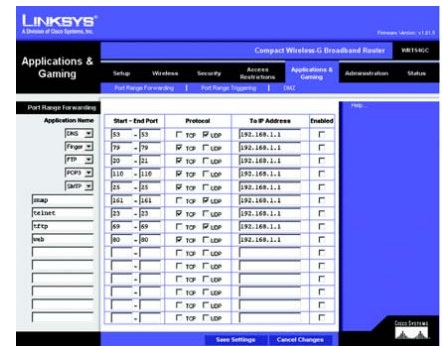 LINKSYS®
A Division of Cisco Systems, Inc.
Firmware Version: v1.01.1
Compact Wireless-G Broadband Router WRT54GC
Applications & Gaming
Setup Wireless Security Access Restrictions Applications & Gaming Administration Status
Port Range Forwarding | Port Range Triggering | DMZ
Port Range Forwarding
Help...
Application Name Start - End Port Protocol To IP Address Enabled
DNS 53 - 53 TCP UDP 192.168.1.1
Finger 79 - 79 TCP UDP 192.168.1.1
FTP 20 - 21 TCP UDP 192.168.1.1
POP3 110 - 110 TCP UDP 192.168.1.1
SMTP 25 - 25 TCP UDP 192.168.1.1
snmp 161 - 161 TCP UDP 192.168.1.1
telnet 23 - 23 TCP UDP 192.168.1.1
tftp 69 - 69 TCP UDP 192.168.1.1
web 80 - 80 TCP UDP 192.168.1.1
- TCP UDP
- TCP UDP
- TCP UDP
- TCP UDP
- TCP UDP
Save Settings Cancel Changes
CISCO SYSTEMS